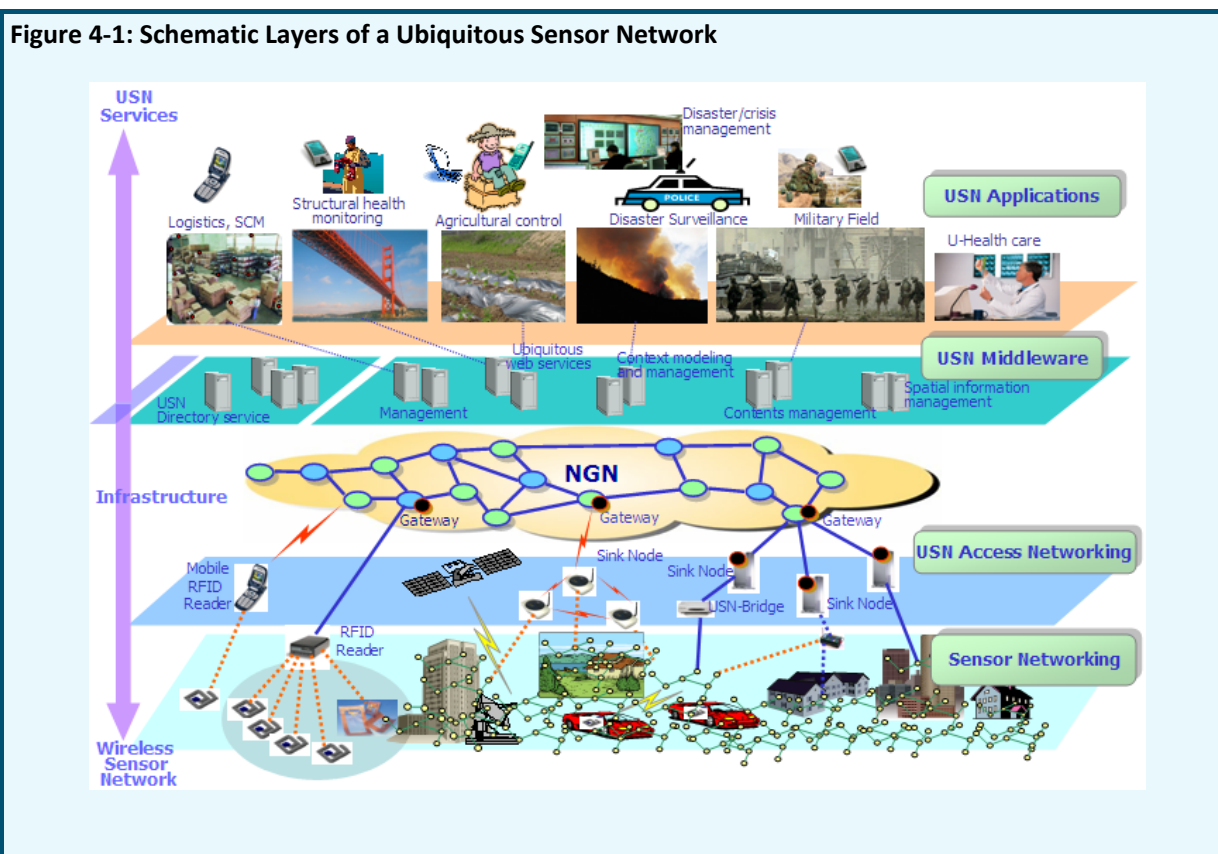 Figure 4-1: Schematic Layers of a Ubiquitous Sensor Network
USN
Services
Disaster/crisis
management
Structural health
monitoring
Logistics, SCM
Agricultural control
POLICE
Disaster Surveillance
Military Field
USN Applications
U-Health care
USN Middleware
Ubiquitous
web services
Context modeling
and management
Spatial information
management
USN
Directory service
Management
Contents management
NGN
Infrastructure
Gateway
Gateway
Gateway
USN Access Networking
Mobile
RFID
Reader
Sink Node
Sink Node
USN-Bridge
Sink Node
RFID
Reader
Sensor Networking
Wireless
Sensor
Network